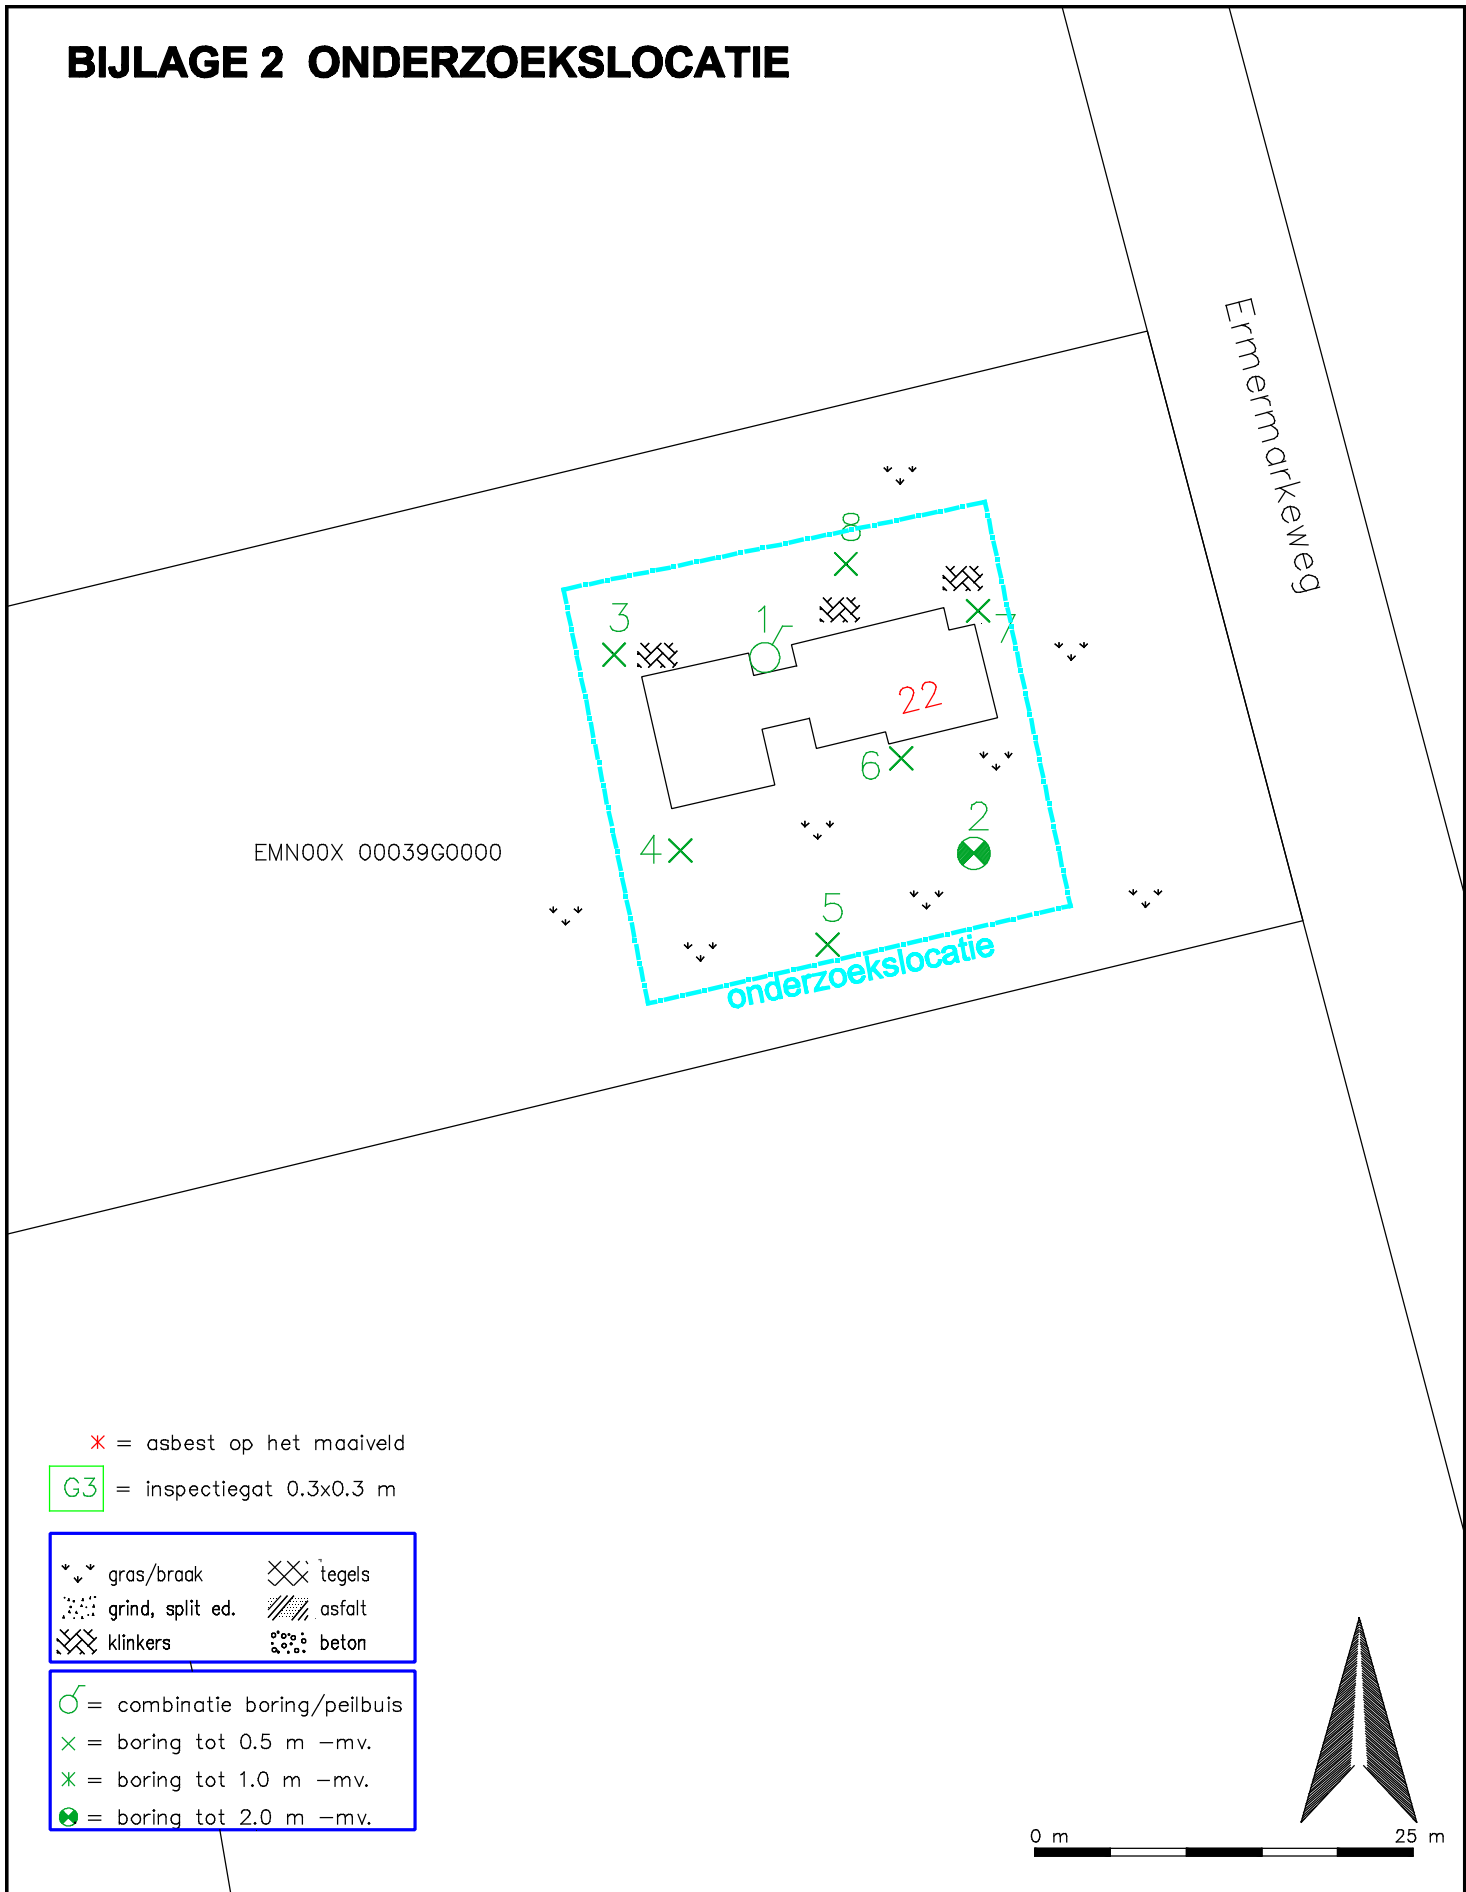 BIJLAGE 2 ONDERZOEKSLOCATIE
Ermermarkeweg
8
3
1
7
22
6
2
4
EMN00X 00039G0000
5
onderzoekslocatie
= asbest op het maaiveld
G3 = inspectiegat 0.3x0.3 m
gras/braak tegels
grind, split ed. asfalt
klinkers beton
= combinatie boring/peilbuis
= boring tot 0.5 m -mv.
= boring tot 1.0 m -mv.
= boring tot 2.0 m -mv.
0 m 25 m